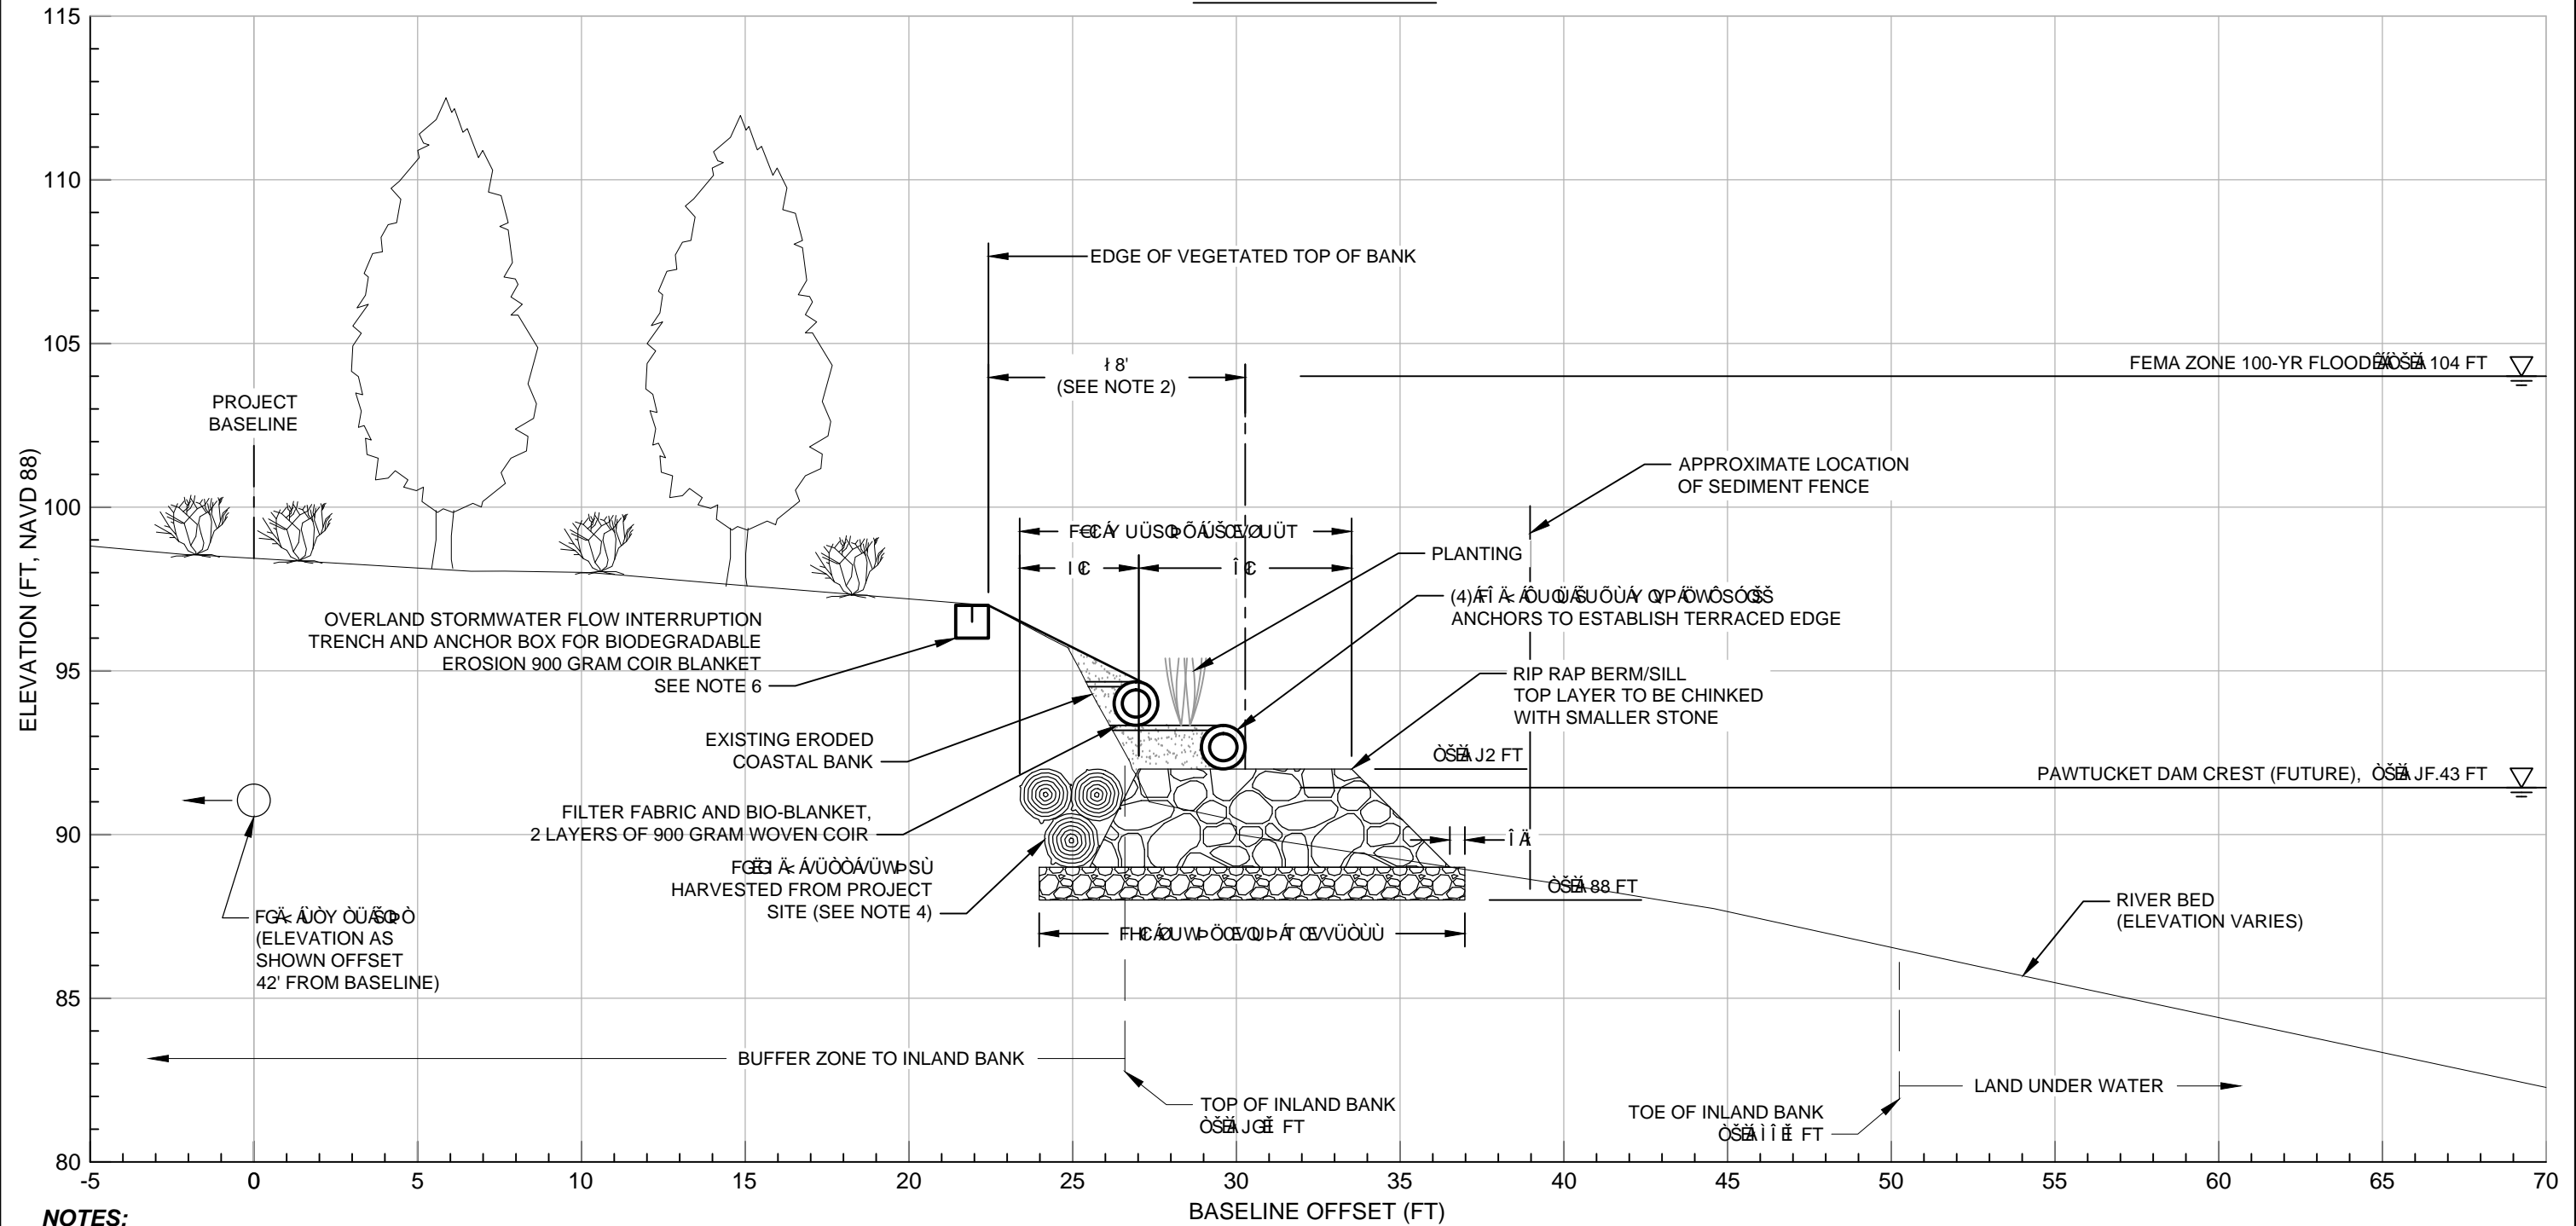 115
110
105
100
95
90
85
80
ELEVATION (FT, NAVD 88)
EDGE OF VEGETATED TOP OF BANK
8'
(SEE NOTE 2)
FEMA ZONE 100-YR FLOOD 104 FT
PROJECT
BASELINE
APPROXIMATE LOCATION
OF SEDIMENT FENCE
PLANTING
(4)
ANCHORS TO ESTABLISH TERRACED EDGE
OVERLAND STORMWATER FLOW INTERRUPTION
TRENCH AND ANCHOR BOX FOR BIODEGRADABLE
EROSION 900 GRAM COIR BLANKET
SEE NOTE 6
RIP RAP BERM/SILL
TOP LAYER TO BE CHINKED
WITH SMALLER STONE
EXISTING ERODED
COASTAL BANK
FT
PAWTUCKET DAM CREST (FUTURE), FT
FILTER FABRIC AND BIO-BLANKET,
2 LAYERS OF 900 GRAM WOVEN COIR
HARVESTED FROM PROJECT
SITE (SEE NOTE 4)
88 FT
RIVER BED
(ELEVATION VARIES)
(ELEVATION AS
SHOWN OFFSET
42' FROM BASELINE)
BUFFER ZONE TO INLAND BANK
TOP OF INLAND BANK
FT
LAND UNDER WATER
TOE OF INLAND BANK
FT
-5 0 5 10 15 20 25 30 35 40 45 50 55 60 65 70
BASELINE OFFSET (FT)
NOTES: